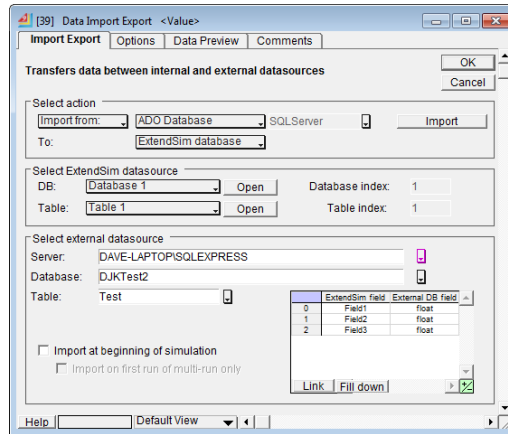 [39] Data Import Export <Value>
Import Export Options Data Preview Comments
OK
Transfers data between internal and external datasources
Cancel
Select action
Import from: ADO Database SQLServer Import
To: ExtendSim database
Select ExtendSim datasource
DB: Database 1 Open Database index: 1
Table: Table 1 Open Table index: 1
Select external datasource
Server: DAVE-LAPTOP\SQLEXPRESS
Database: DJKTest2
Table: Test
ExtendSim field External DB field
0 Field1 float
1 Field2 float
2 Field3 float
Import at beginning of simulation
Import on first run of multi-run only
Link Fill down
Help Default View